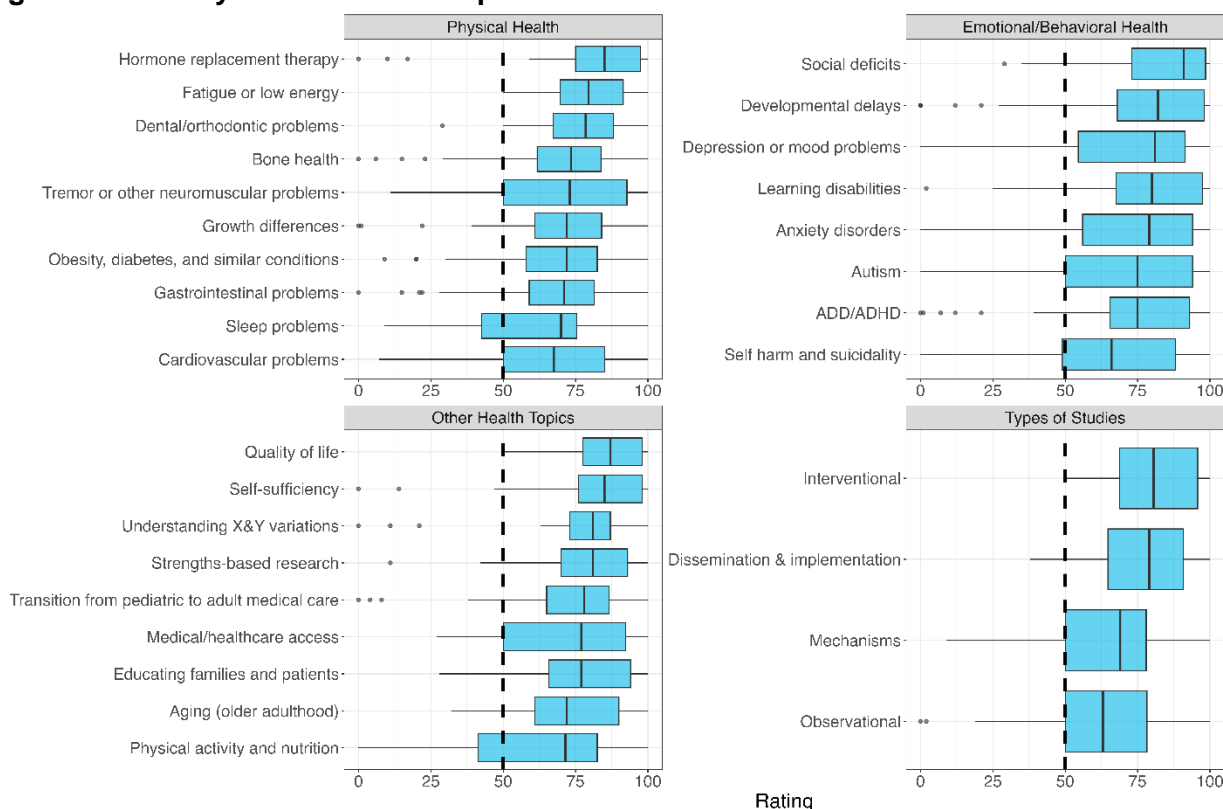 Physical Health
Hormone replacement therapy
Fatigue or low energy
Dental/orthodontic problems
Bone health
Tremor or other neuromuscular problems
Growth differences
Obesity, diabetes, and similar conditions
Gastrointestinal problems
Sleep problems
Cardiovascular problems
0 25 50 75 100
Emotional/Behavioral Health
Social deficits
Developmental delays
Depression or mood problems
Learning disabilities
Anxiety disorders
Autism
ADD/ADHD
Self harm and suicidality
0 25 50 75 100
Other Health Topics
Quality of life
Self-sufficiency
Understanding X&Y variations
Strengths-based research
Transition from pediatric to adult medical care
Medical/healthcare access
Educating families and patients
Aging (older adulthood)
Physical activity and nutrition
0 25 50 75 100
Types of Studies
Interventional
Dissemination & implementation
Mechanisms
Observational
0 25 50 75 100
Rating